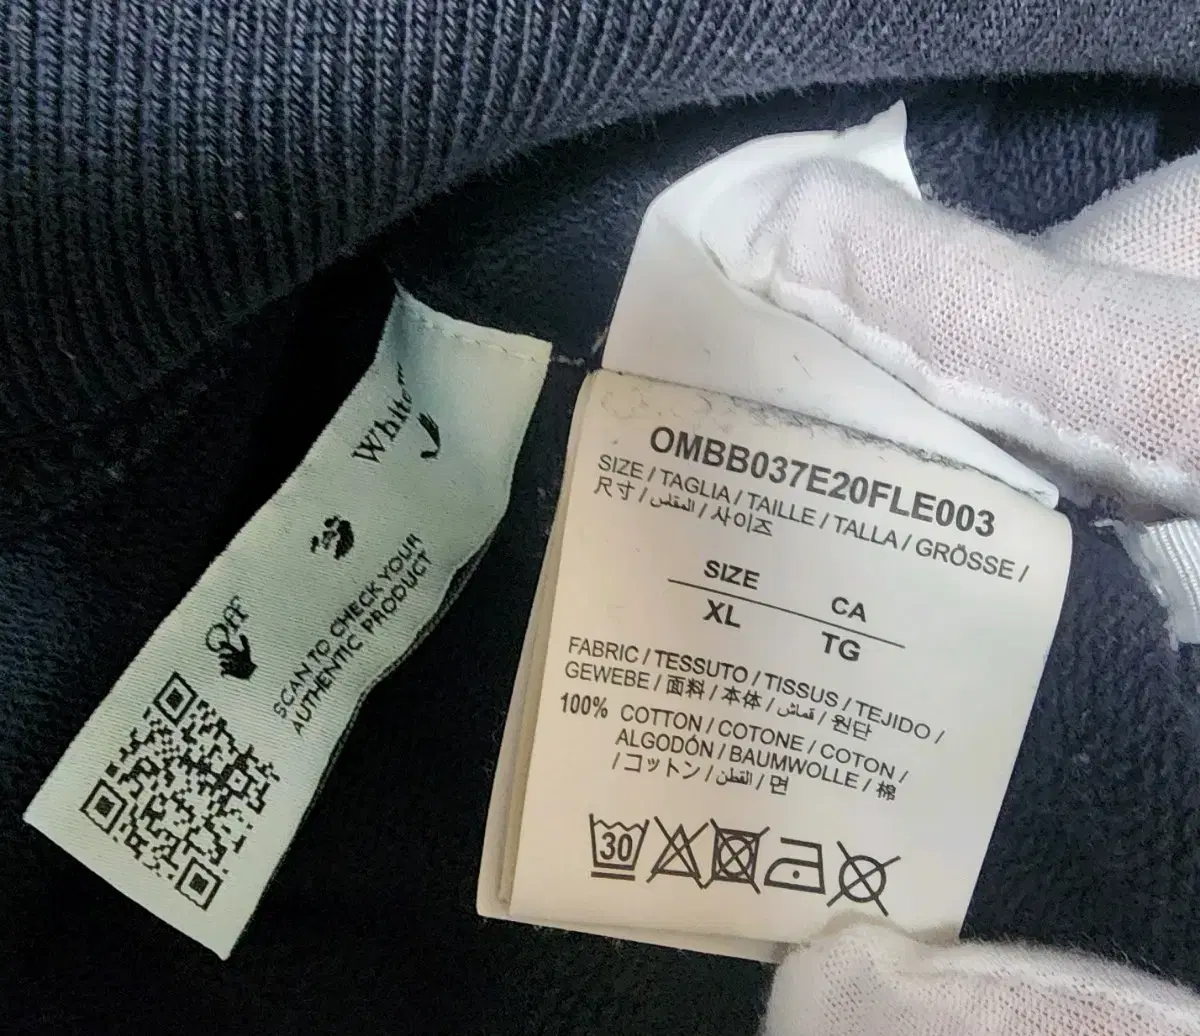 White™
Off
SCAN TO CHECK YOUR
AUTHENTIC PRODUCT
OMBB037E20FLE003
SIZE / TAGLIA / TAILLE / TALLA / GRÖSSE /
尺寸 / المقاس / 사이즈
SIZE CA
XL TG
FABRIC / TESSUTO / TISSUS / TEJIDO /
GEWEBE / 面料 / 本体 / قماش / 원단
100% COTTON / COTONE / COTON /
ALGODÓN / BAUMWOLLE / 棉
/ コットン / القطن / 면
30